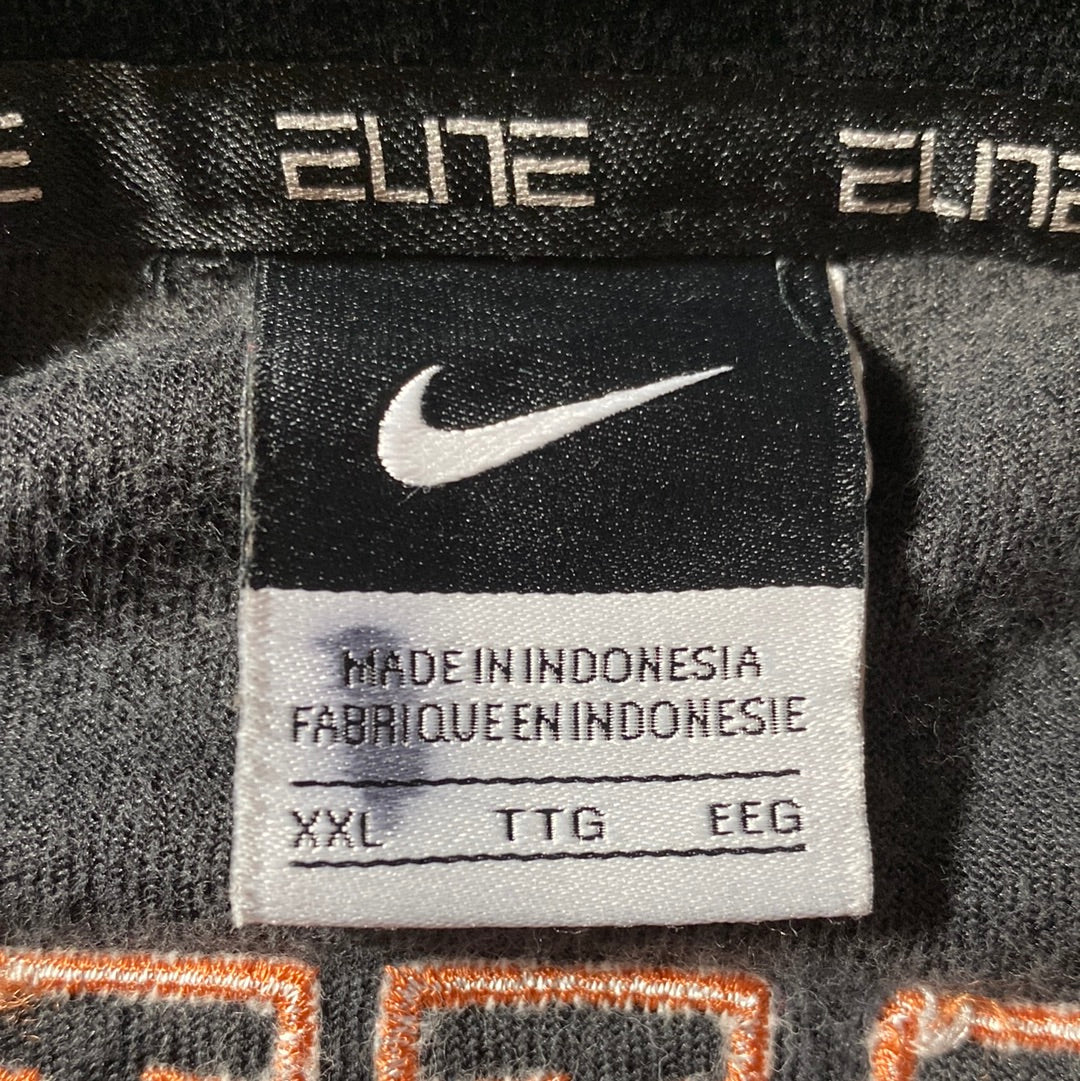 ELITE ELITE
MADE IN INDONESIA
FABRIQUE EN INDONESIE
XXL TTG EEG